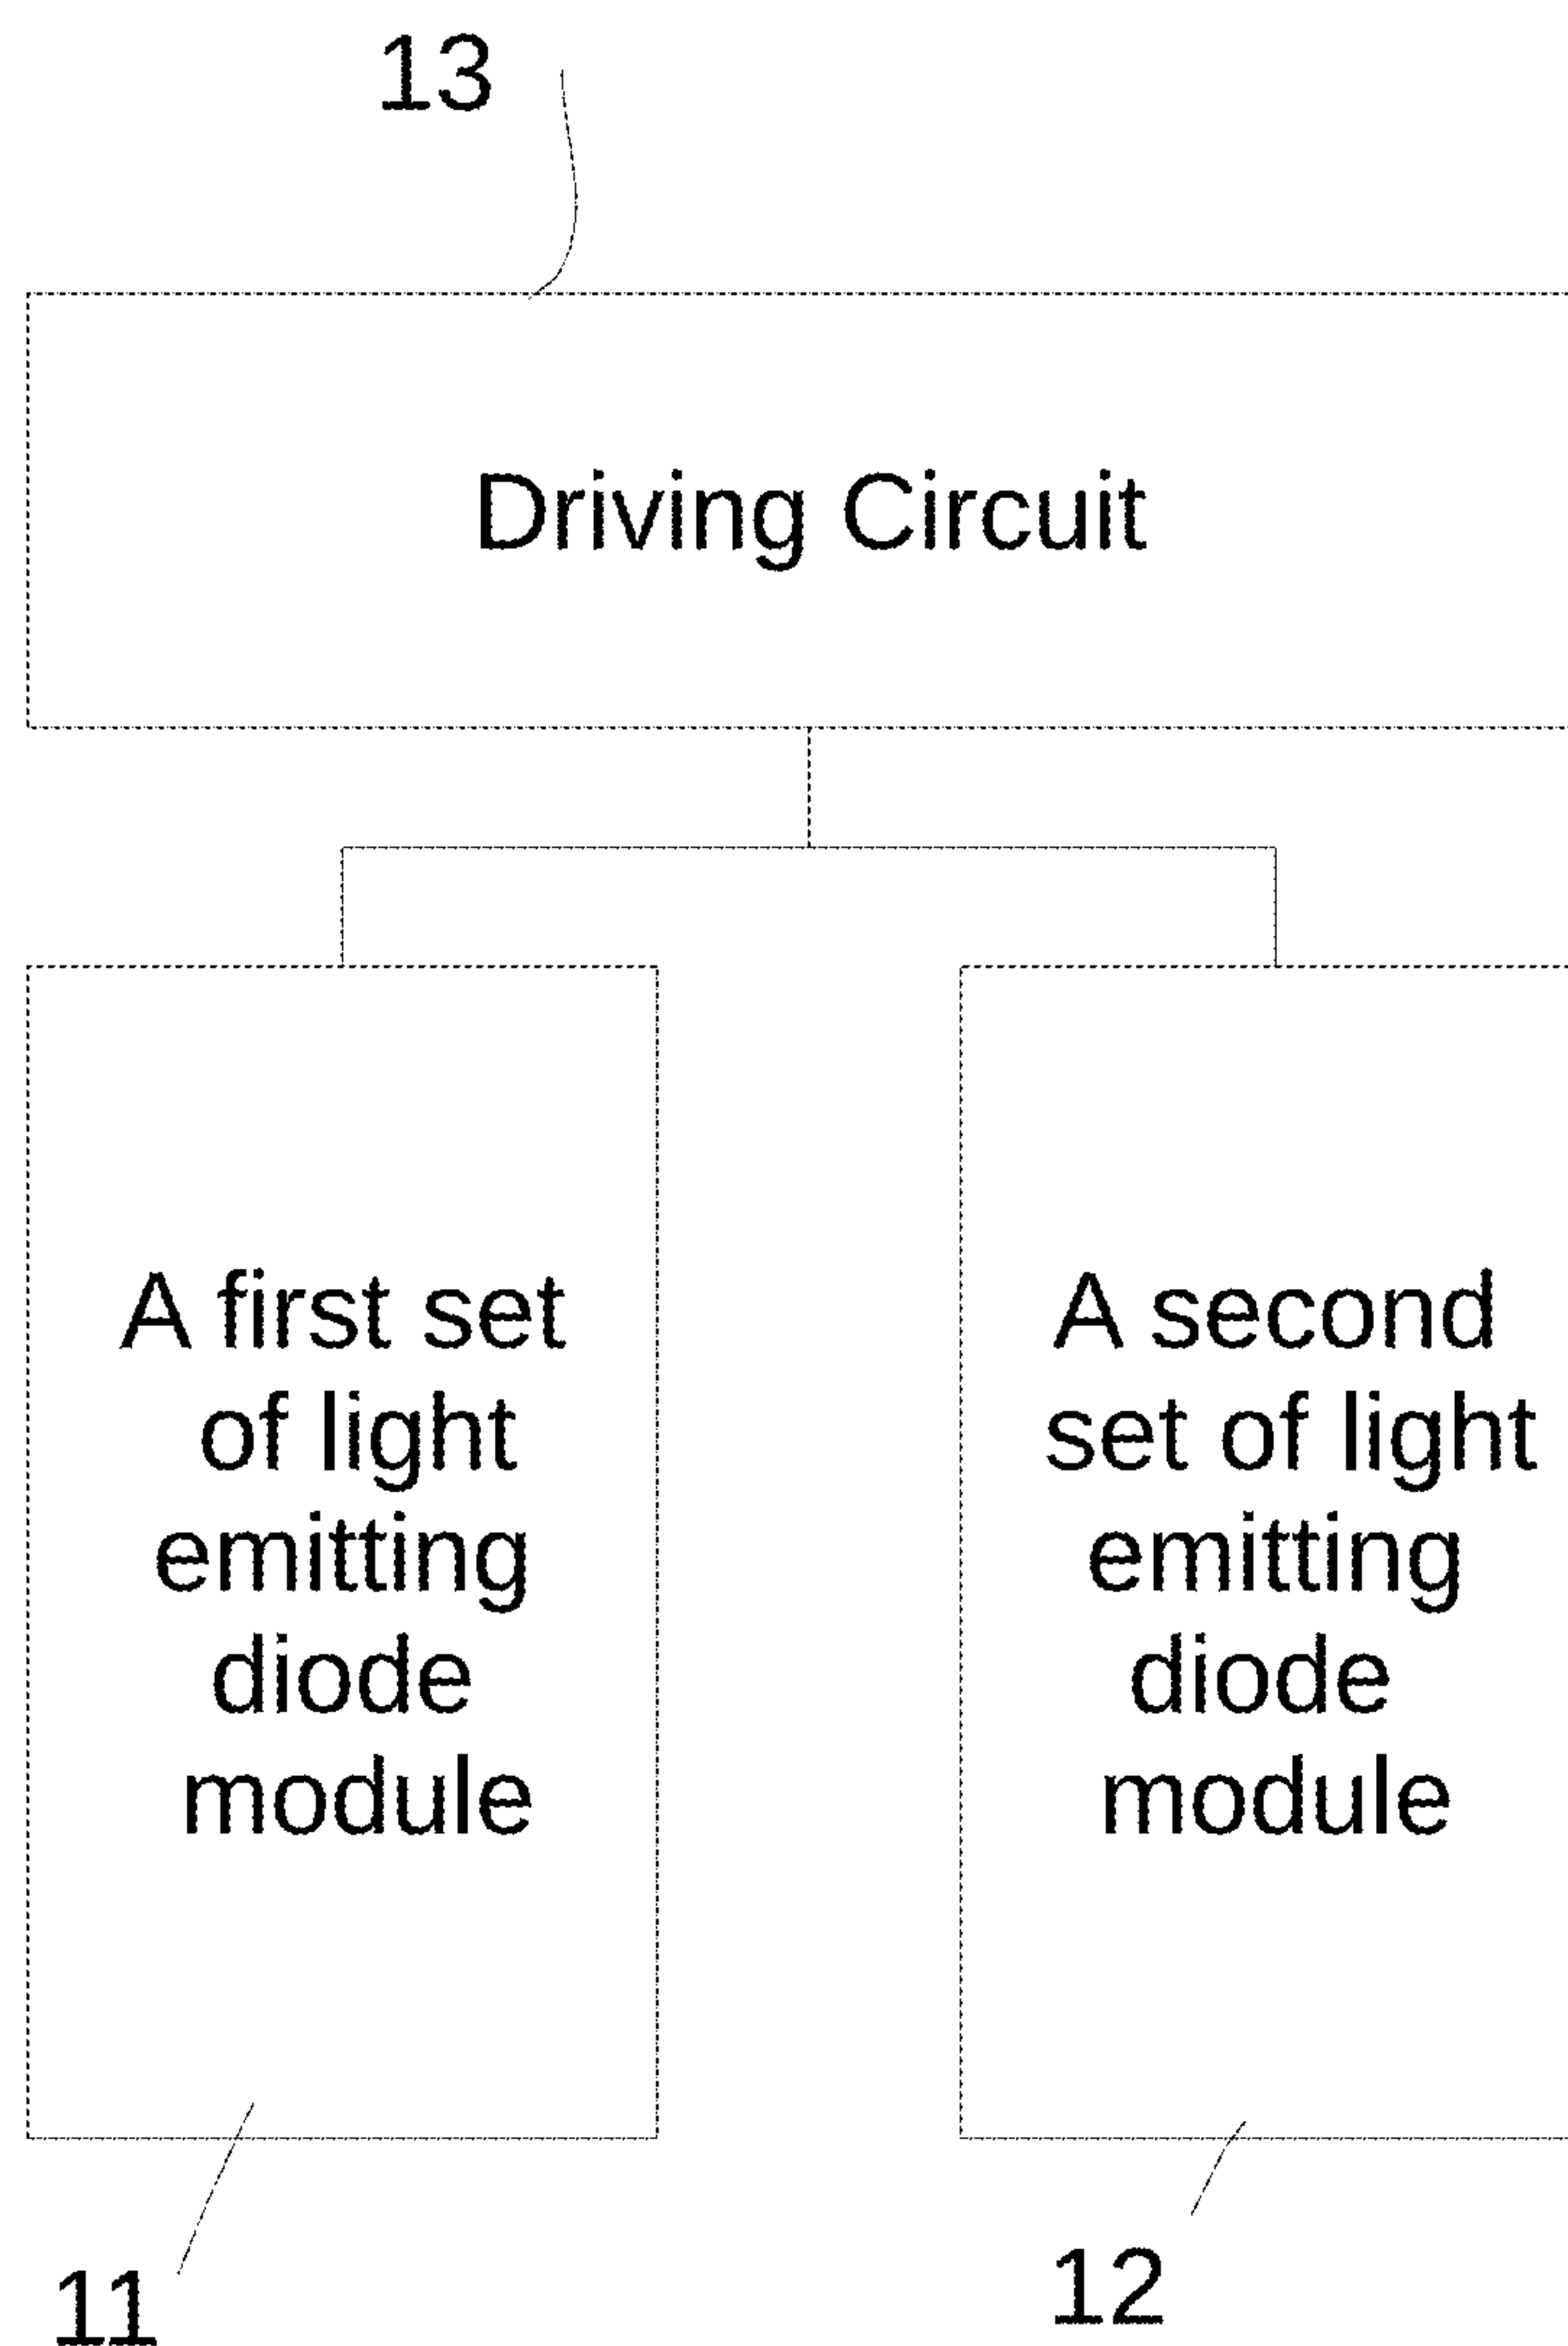 13
Driving Circuit
A first set
of light
emitting
diode
module
A second
set of light
emitting
diode
module
11
12